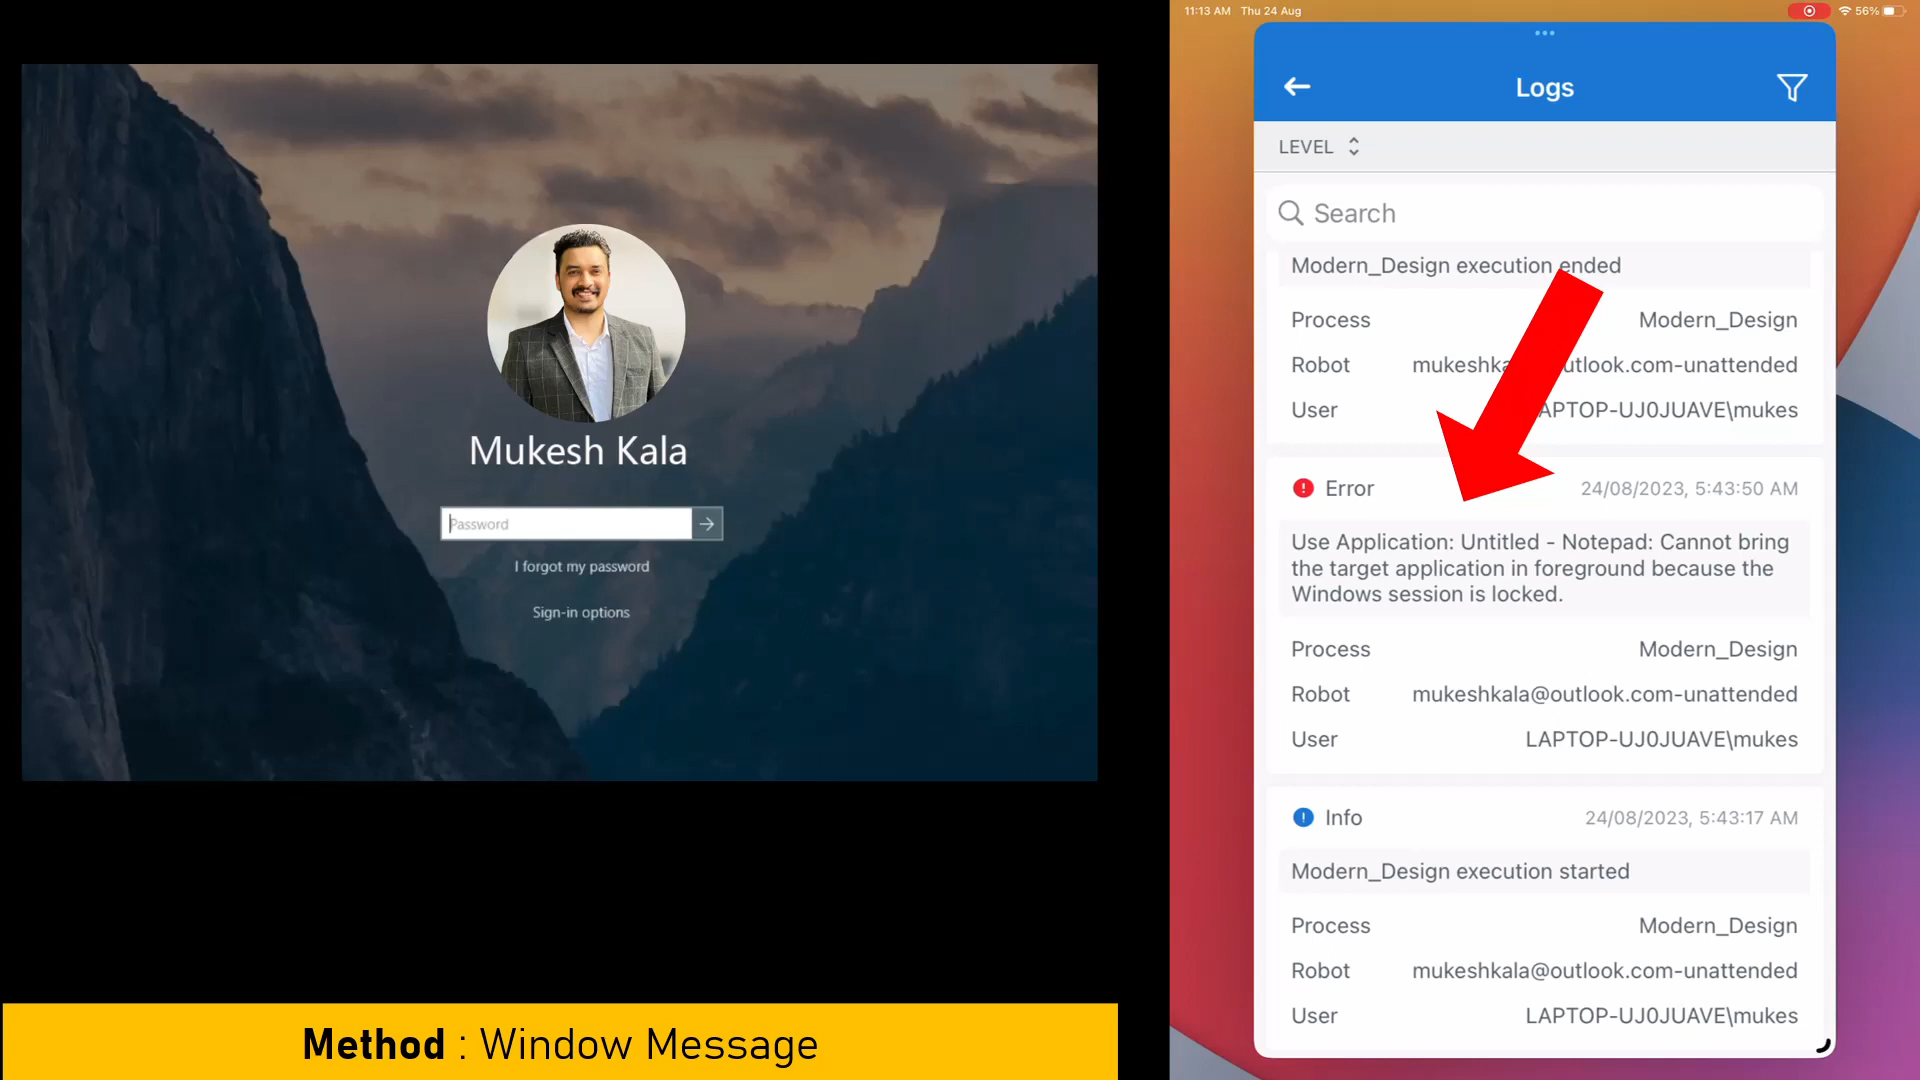 Mukesh Kala
Password
I forgot my password
Sign-in options
Method : Window Message
11:13 AM Thu 24 Aug
56%
Logs
LEVEL
Search
Modern_Design execution ended
Process Modern_Design
Robot mukeshka utlook.com-unattended
User APTOP-UJ0JUAVE\mukes
Error 24/08/2023, 5:43:50 AM
Use Application: Untitled - Notepad: Cannot bring
the target application in foreground because the
Windows session is locked.
Process Modern_Design
Robot mukeshkala@outlook.com-unattended
User LAPTOP-UJ0JUAVE\mukes
Info 24/08/2023, 5:43:17 AM
Modern_Design execution started
Process Modern_Design
Robot mukeshkala@outlook.com-unattended
User LAPTOP-UJ0JUAVE\mukes